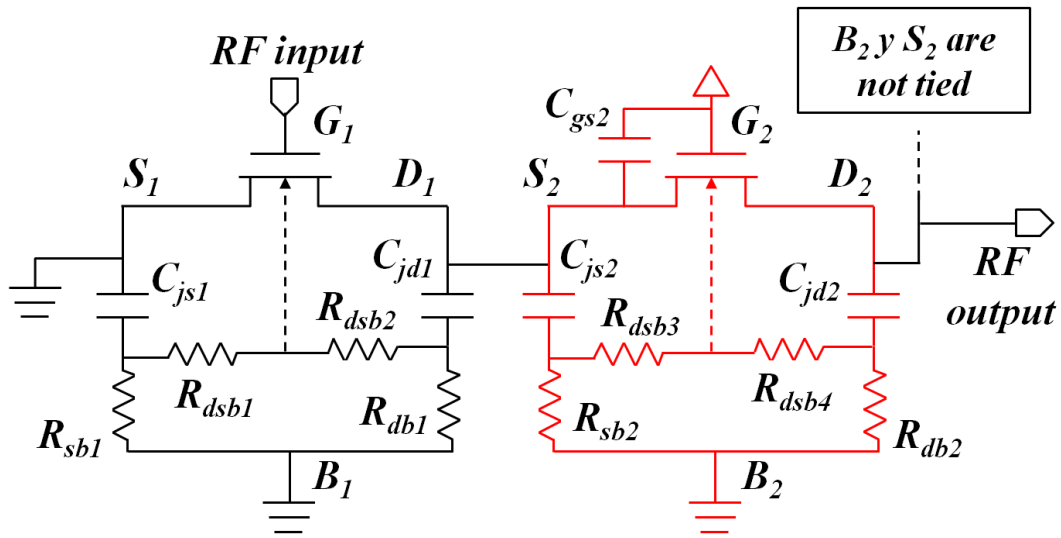 RF input
G1
S1
D1
Cjs1
Cjd1
Rdsb2
Rdsb1
Rsb1
Rdb1
B1
Cgs2
G2
S2
D2
Cjs2
Cjd2
Rdsb3
Rdsb4
Rsb2
Rdb2
B2
B2 y S2 are
not tied
RF
output